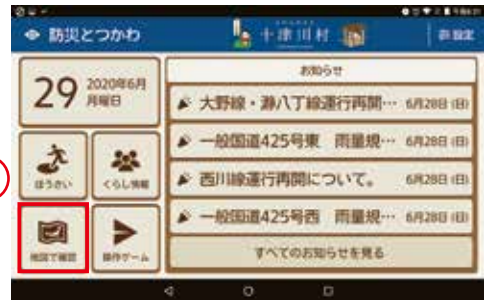 防災とつかわ
十津川村
設定
29
2020年6月
月曜日
お知らせ
大野線・瀞八丁線運行再開… 6月28日(日)
一般国道425号東 雨量規… 6月28日(日)
西川線運行再開について。 6月28日(日)
一般国道425号西 雨量規… 6月28日(日)
すべてのお知らせを見る
ぼうさい
くらし情報
地図で確認
操作ゲーム